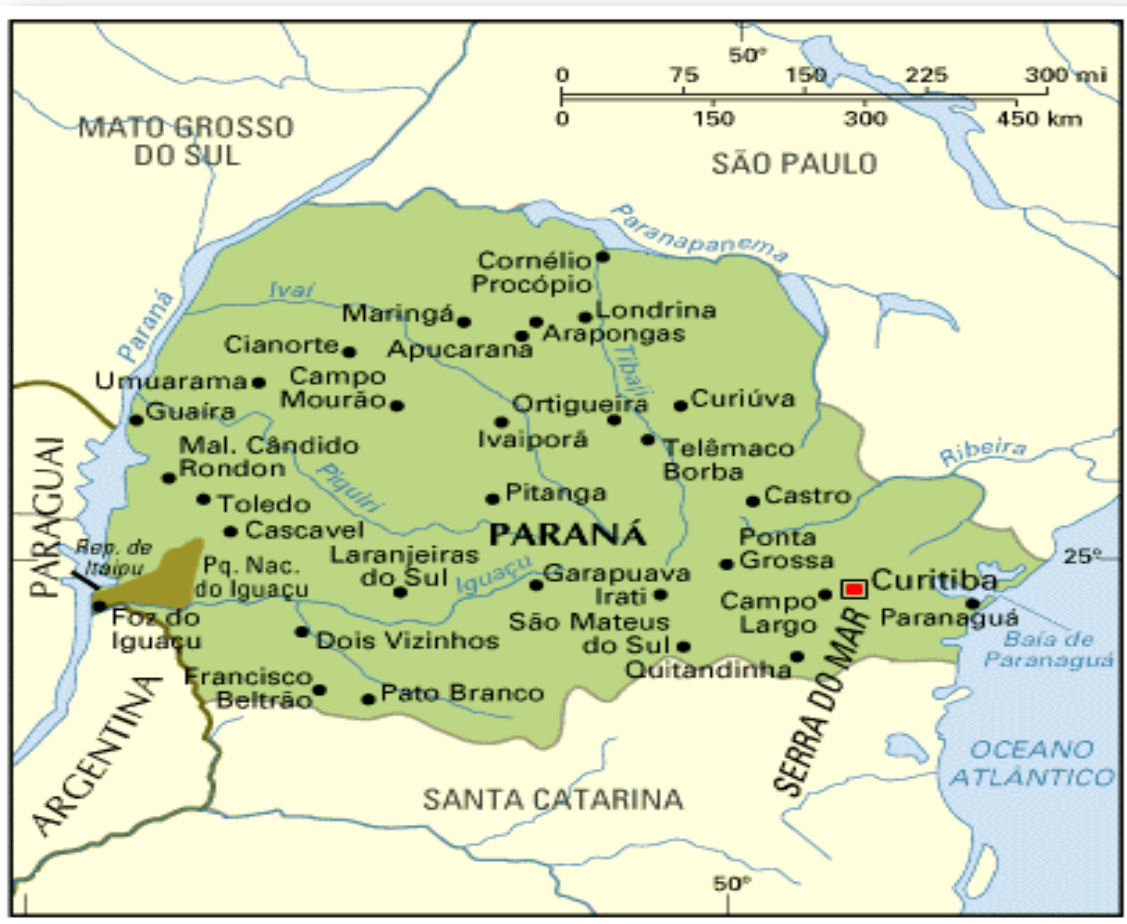 50°
0 75 150 225 300 mi
0 150 300 450 km
MATO GROSSO
DO SUL
SÃO PAULO
Paranapanema
Cornélio
Procópio
Ivaí
Paraná
Maringá
Londrina
Arapongas
Apucarana
Cianorte
Tibaji
Umuarama
Campo
Mourão
Guaíra
Ortigueira
Curiúva
Ivaiporã
Mal. Cândido
Rondon
Telêmaco
Borba
Ribeira
PARAGUAI
Piquiri
Toledo
Pitanga
Castro
Cascavel
PARANÁ
Ponta
Grossa
Rep. de
Itaipu
Laranjeiras
do Sul
Iguaçu
25°
Pq. Nac.
do Iguaçu
Garapuava
Irati
Curitiba
Campo
Largo
Paranaguá
Foz do
Iguaçu
São Mateus
do Sul
Dois Vizinhos
Quitandinha
Baía de
Paranaguá
Francisco
Beltrão
Pato Branco
SERRA DO MAR
ARGENTINA
OCEANO
ATLÂNTICO
SANTA CATARINA
50°